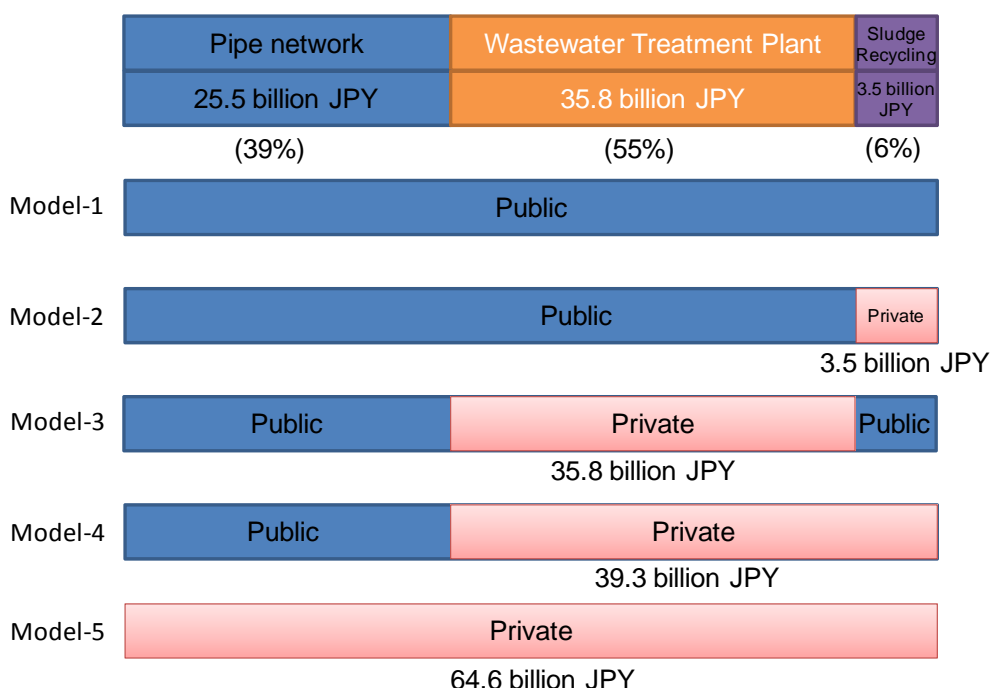 Pipe network
Wastewater Treatment Plant
Sludge
Recycling
25.5 billion JPY
35.8 billion JPY
3.5 billion
JPY
(39%)
(55%)
(6%)
Model-1
Public
Model-2
Public
Private
3.5 billion JPY
Model-3
Public
Private
Public
35.8 billion JPY
Model-4
Public
Private
39.3 billion JPY
Model-5
Private
64.6 billion JPY